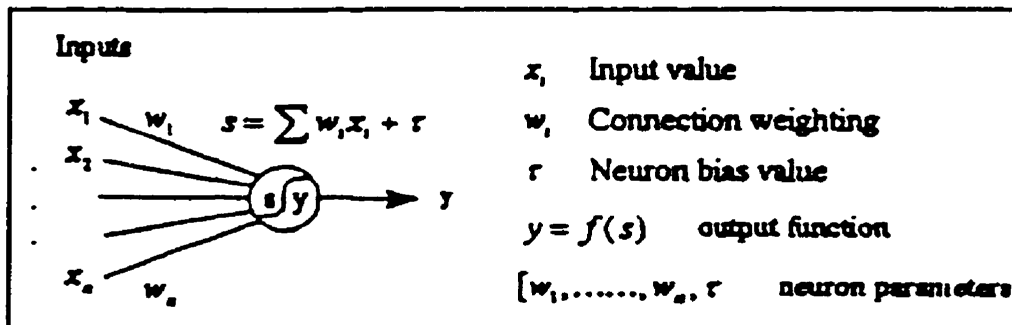 Inputs
x₁ w₁ s = ∑ wᵢxᵢ + τ
x₂
s y y
xₙ wₙ
xᵢ Input value
wᵢ Connection weighting
τ Neuron bias value
y = f(s) output function
[w₁,......, wₙ, τ neuron parameters